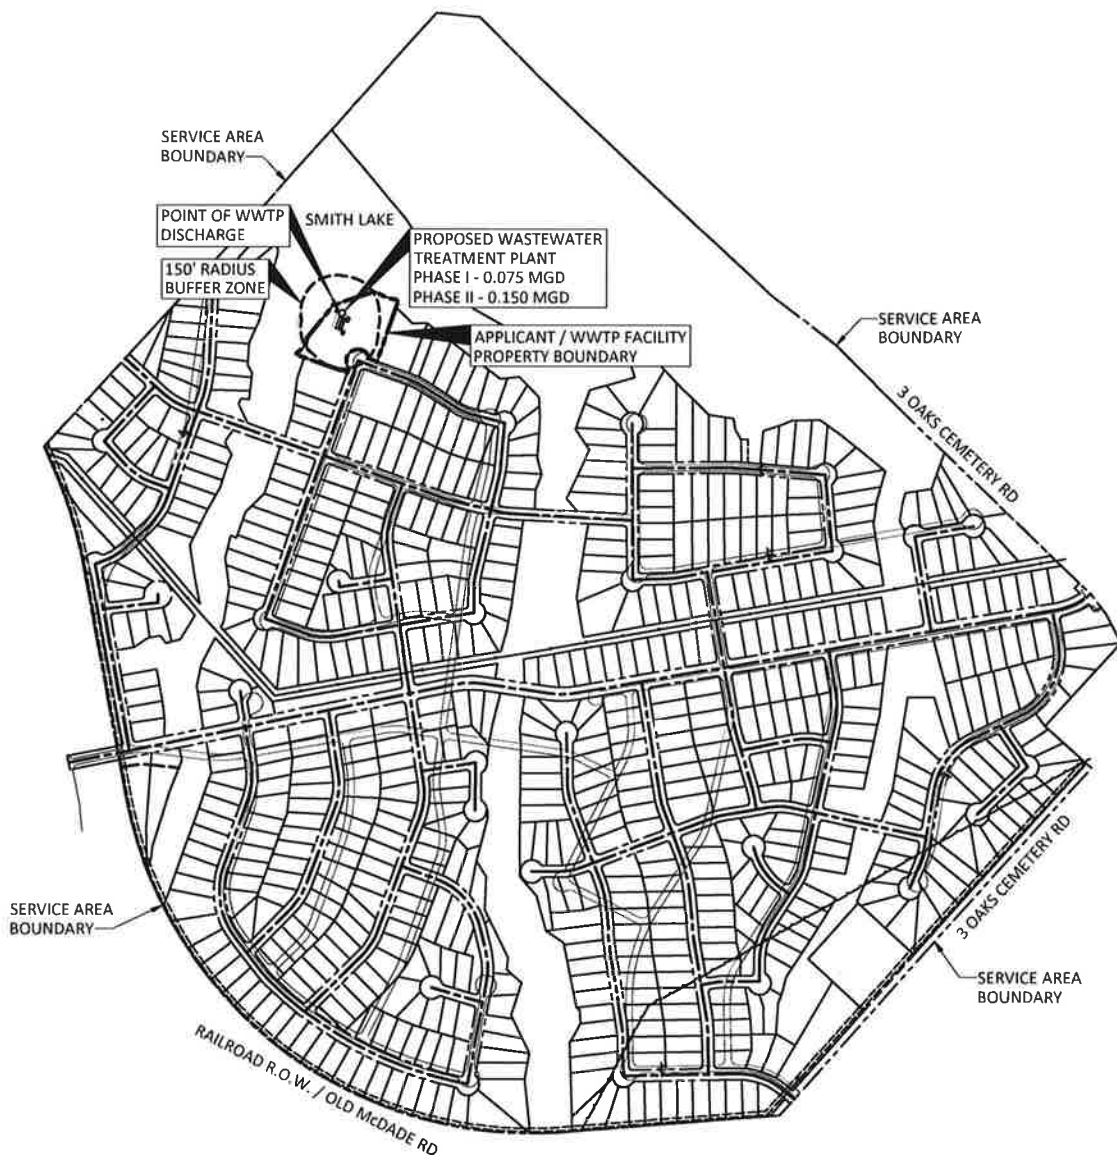 SERVICE AREA
BOUNDARY
POINT OF WWTP
DISCHARGE
SMITH LAKE
150' RADIUS
BUFFER ZONE
PROPOSED WASTEWATER
TREATMENT PLANT
PHASE I - 0.075 MGD
PHASE II - 0.150 MGD
APPLICANT / WWTP FACILITY
PROPERTY BOUNDARY
SERVICE AREA
BOUNDARY
3 OAKS CEMETERY RD
SERVICE AREA
BOUNDARY
3 OAKS CEMETERY RD
SERVICE AREA
BOUNDARY
RAILROAD R.O.W. / OLD McDADE RD